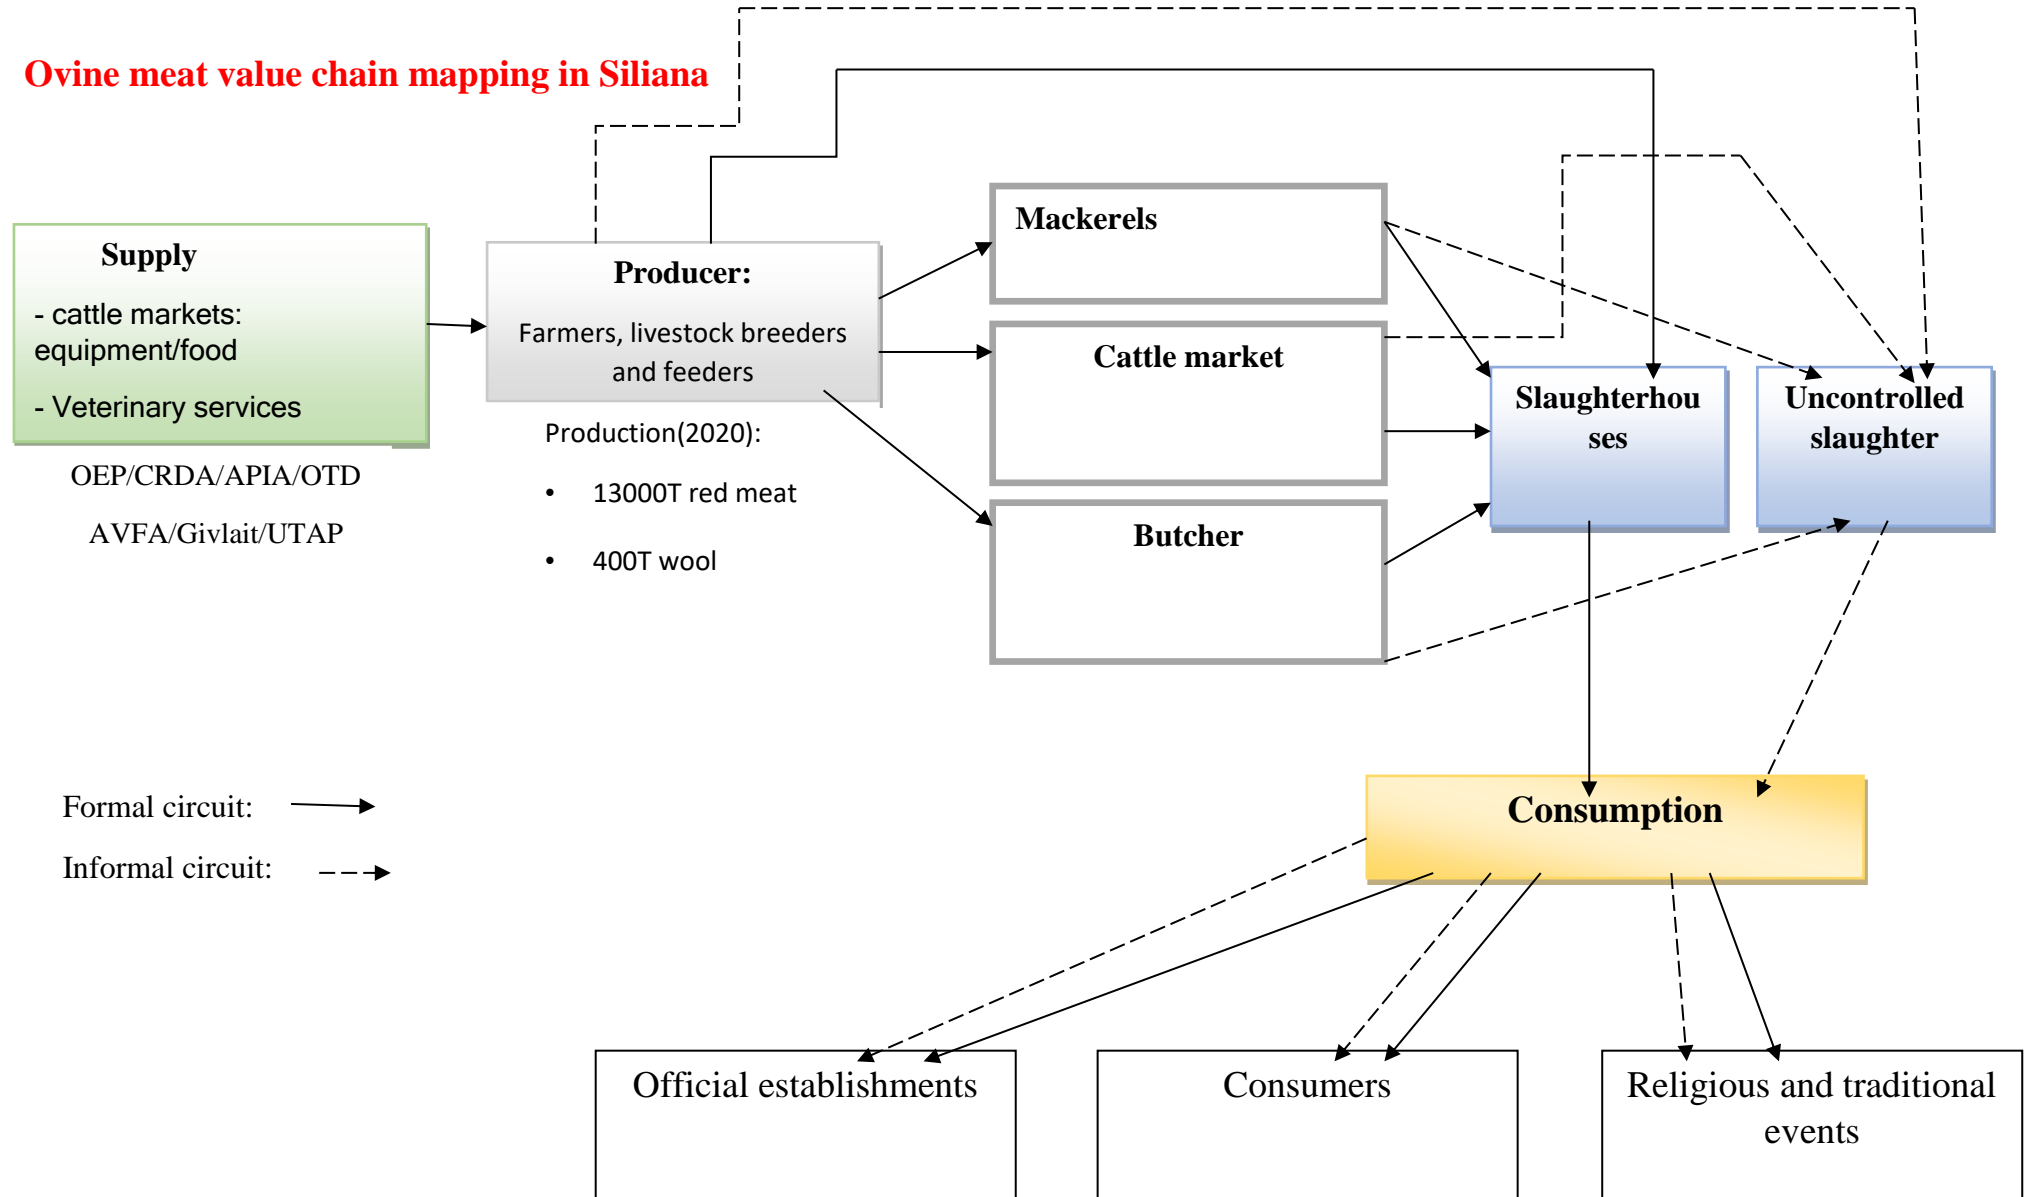 Ovine meat value chain mapping in Siliana
Supply
- cattle markets:
equipment/food
- Veterinary services
OEP/CRDA/APIA/OTD
AVFA/Givlait/UTAP
Producer:
Farmers, livestock breeders
and feeders
Production(2020):
• 13000T red meat
• 400T wool
Mackerels
Cattle market
Butcher
Slaughterhou
ses
Uncontrolled
slaughter
Formal circuit:
Informal circuit:
Consumption
Official establishments
Consumers
Religious and traditional
events